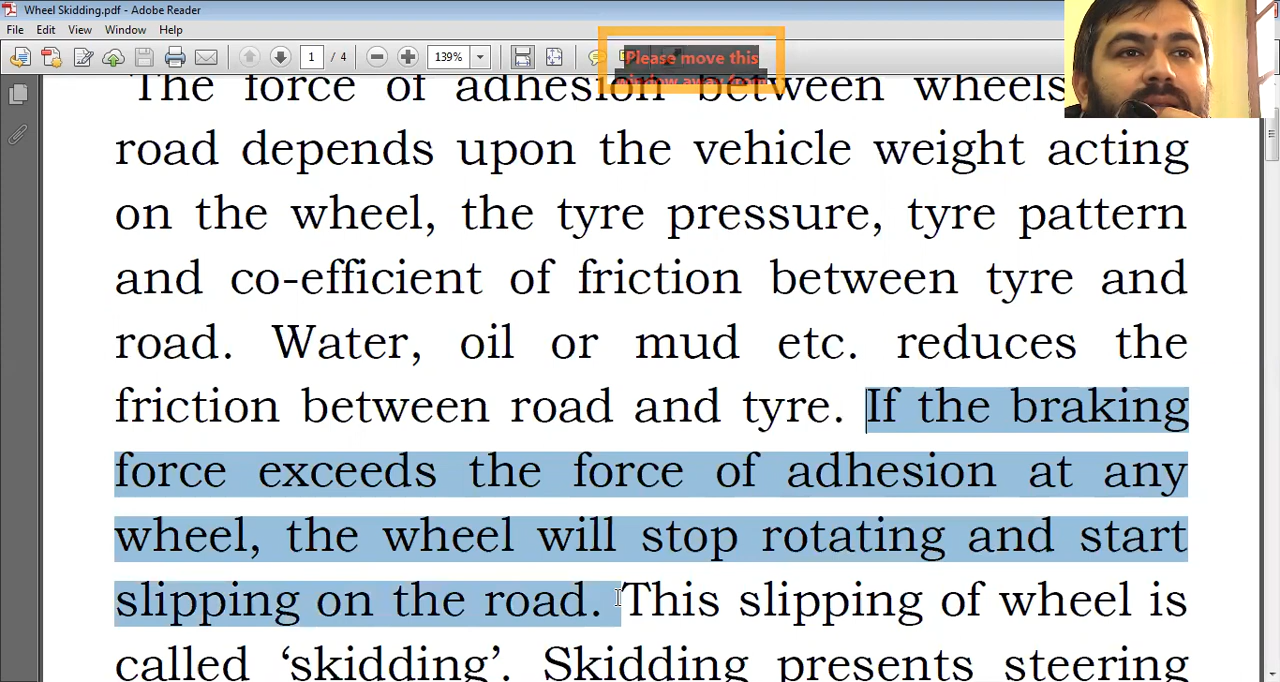 Wheel Skidding.pdf - Adobe Reader
File Edit View Window Help
1 / 4 139%
Please move this
window away from
The force of adhesion between wheels
road depends upon the vehicle weight acting
on the wheel, the tyre pressure, tyre pattern
and co-efficient of friction between tyre and
road. Water, oil or mud etc. reduces the
friction between road and tyre. If the braking
force exceeds the force of adhesion at any
wheel, the wheel will stop rotating and start
slipping on the road. This slipping of wheel is
called ‘skidding’. Skidding presents steering